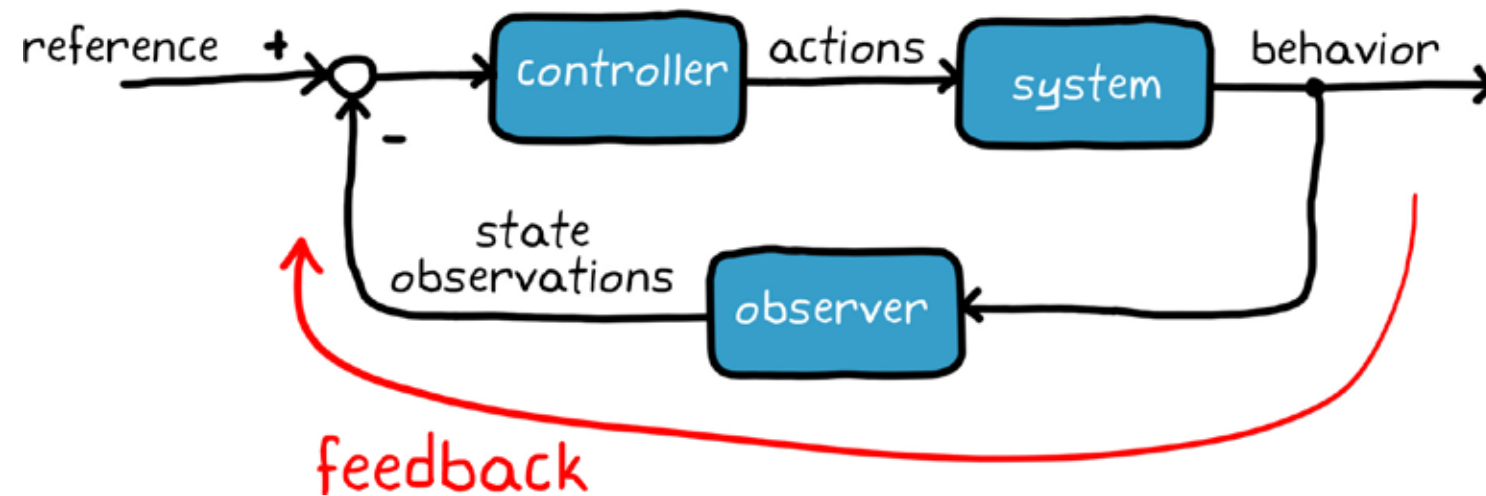 reference
+
controller
actions
system
behavior
-
state
observations
observer
feedback